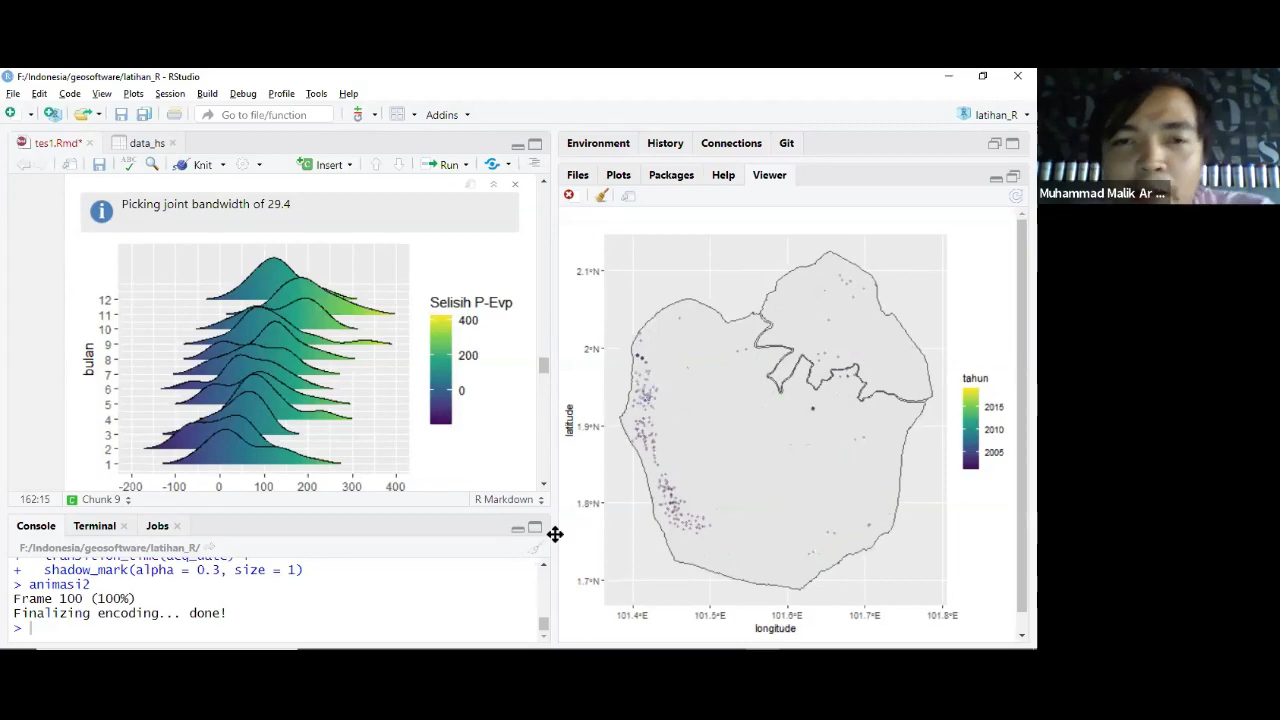 F:/Indonesia/geosoftware/latihan_R - RStudio
File Edit Code View Plots Session Build Debug Profile Tools Help
Go to file/function Addins latihan_R
tes1.Rmd* data_hs
ABC Knit Insert Run
Picking joint bandwidth of 29.4
12
11
10
9
8
7
6
5
4
3
2
1
bulan
-200 -100 0 100 200 300 400
Selisih P-Evp
400
200
0
162:15 Chunk 9 R Markdown
Console Terminal Jobs
F:/Indonesia/geosoftware/latihan_R/
+ transition_time(acq_date) +
+ shadow_mark(alpha = 0.3, size = 1)
> animasi2
Frame 100 (100%)
Finalizing encoding... done!
>
Environment History Connections Git
Files Plots Packages Help Viewer
2.1°N
2°N
1.9°N
1.8°N
1.7°N
latitude
101.4°E 101.5°E 101.6°E 101.7°E 101.8°E
longitude
tahun
2015
2010
2005
Muhammad Malik Ar ...